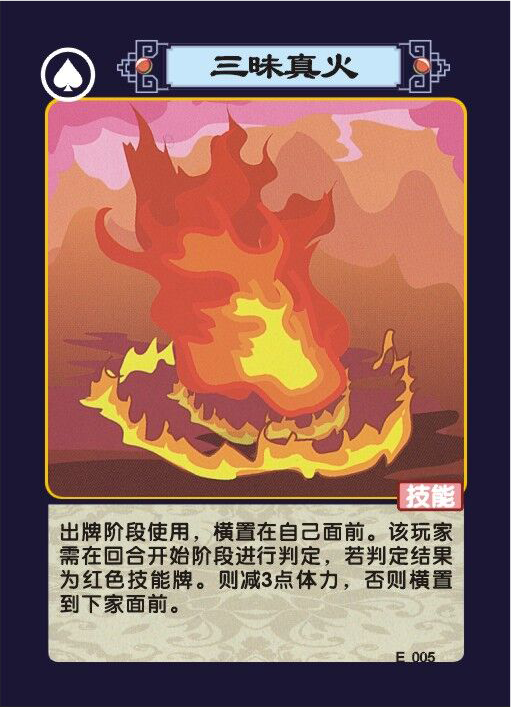 三昧真火
技能
出牌阶段使用，横置在自己面前。该玩家
需在回合开始阶段进行判定，若判定结果
为红色技能牌。则减3点体力，否则横置
到下家面前。
E 005